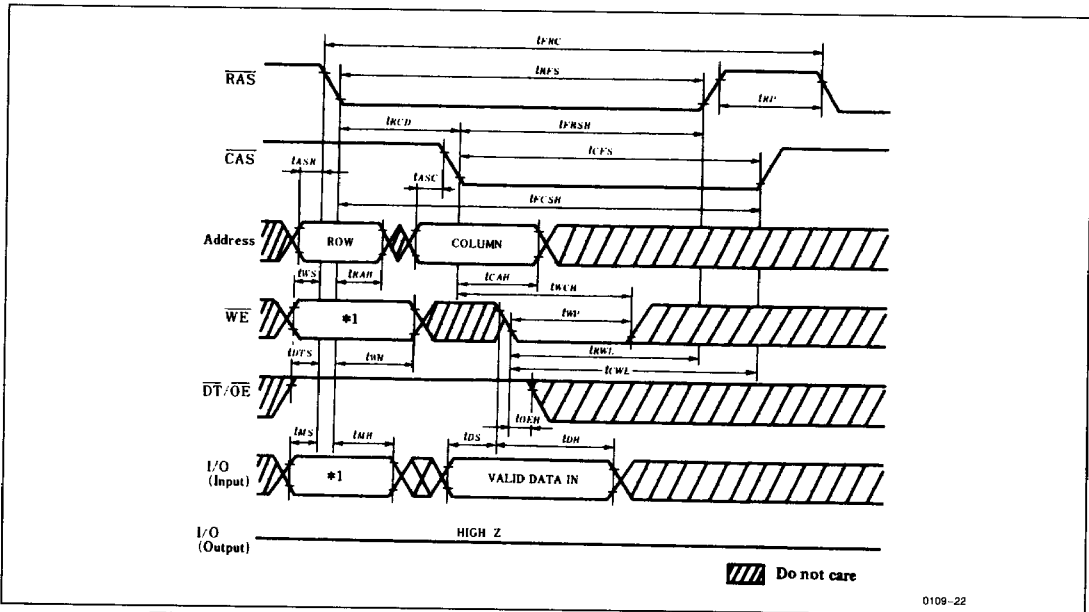 tFRC
RAS
tRFS
tRP
tRCD
tFRSH
CAS
tCFS
tASR
tASC
tFCSH
Address
ROW
COLUMN
tWS
tRAH
tCAH
tWCH
WE
*1
tWP
tDTS
tWH
tRWL
tCWL
DT/OE
tOEH
tMS
tMH
tDS
tDH
I/O
(Input)
*1
VALID DATA IN
I/O
(Output)
HIGH Z
Do not care
0109-22